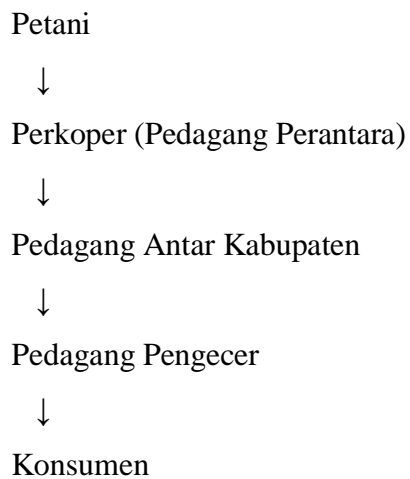 Petani
↓
Perkoper (Pedagang Perantara)
↓
Pedagang Antar Kabupaten
↓
Pedagang Pengecer
↓
Konsumen